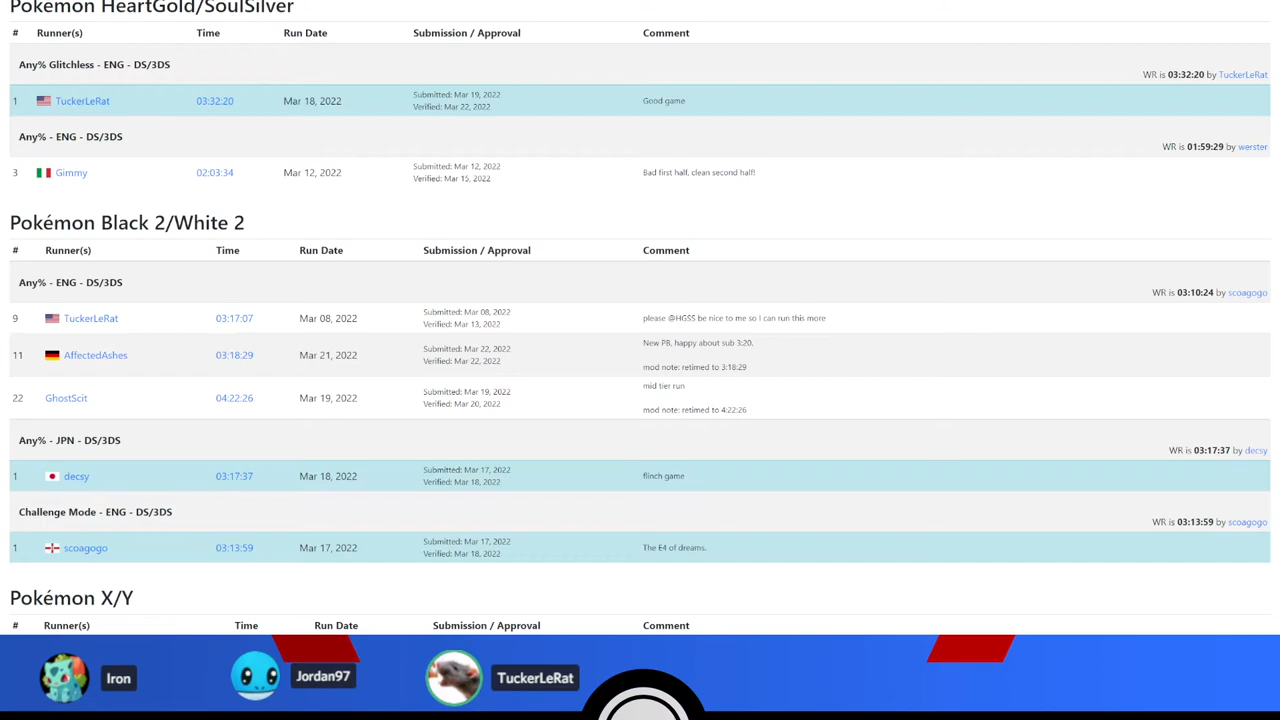 Pokemon HeartGold/SoulSilver
# Runner(s) Time Run Date Submission / Approval Comment
Any% Glitchless - ENG - DS/3DS
WR is 03:32:20 by TuckerLeRat
1 TuckerLeRat 03:32:20 Mar 18, 2022 Submitted: Mar 19, 2022 Good game
Verified: Mar 22, 2022
Any% - ENG - DS/3DS
WR is 01:59:29 by werster
3 Gimmy 02:03:34 Mar 12, 2022 Submitted: Mar 12, 2022 Bad first half, clean second half!
Verified: Mar 15, 2022
Pokémon Black 2/White 2
# Runner(s) Time Run Date Submission / Approval Comment
Any% - ENG - DS/3DS
WR is 03:10:24 by scoagogo
9 TuckerLeRat 03:17:07 Mar 08, 2022 Submitted: Mar 08, 2022 please @HGSS be nice to me so I can run this more
Verified: Mar 13, 2022
11 AffectedAshes 03:18:29 Mar 21, 2022 Submitted: Mar 22, 2022 New PB, happy about sub 3:20.
Verified: Mar 22, 2022 mod note: retimed to 3:18:29
22 GhostScit 04:22:26 Mar 19, 2022 Submitted: Mar 19, 2022 mid tier run
Verified: Mar 20, 2022 mod note: retimed to 4:22:26
Any% - JPN - DS/3DS
WR is 03:17:37 by decsy
1 decsy 03:17:37 Mar 18, 2022 Submitted: Mar 17, 2022 flinch game
Verified: Mar 18, 2022
Challenge Mode - ENG - DS/3DS
WR is 03:13:59 by scoagogo
1 scoagogo 03:13:59 Mar 17, 2022 Submitted: Mar 17, 2022 The E4 of dreams.
Verified: Mar 18, 2022
Pokémon X/Y
# Runner(s) Time Run Date Submission / Approval Comment
Iron Jordan97 TuckerLeRat